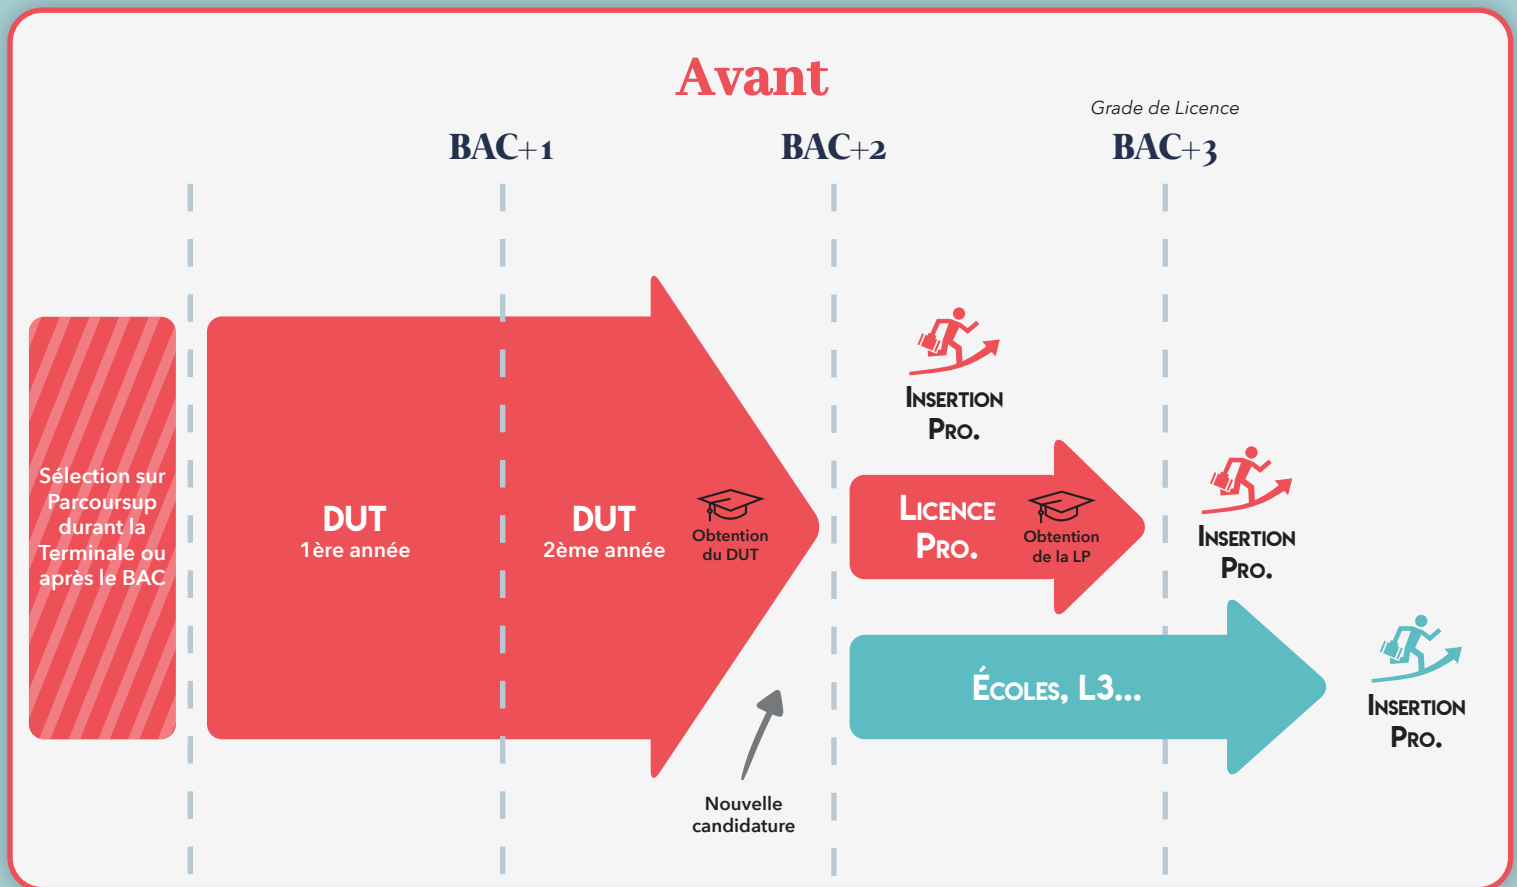 Avant
Grade de Licence
BAC+1
BAC+2
BAC+3
Sélection sur
Parcoursup
durant la
Terminale ou
après le BAC
DUT
1ère année
DUT
2ème année
Obtention
du DUT
Insertion
Pro.
Licence
Pro.
Obtention
de la LP
Insertion
Pro.
Écoles, L3...
Insertion
Pro.
Nouvelle
candidature